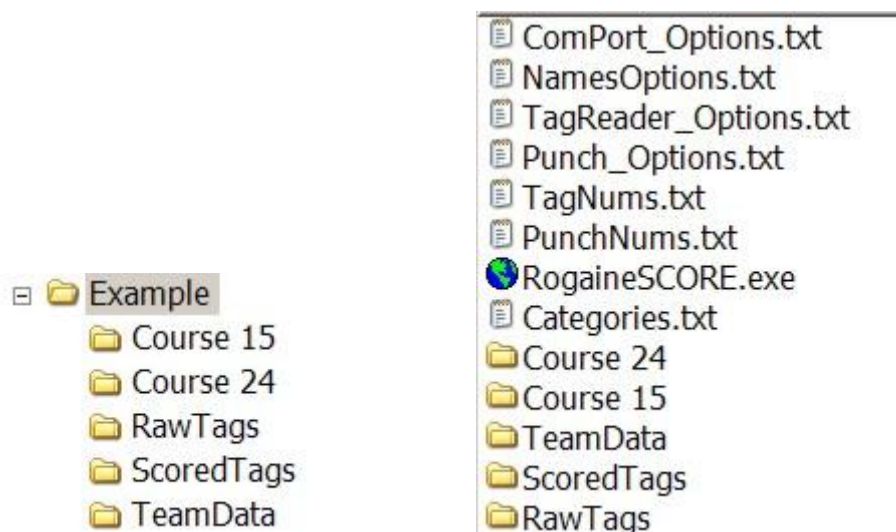 Example
Course 15
Course 24
RawTags
ScoredTags
TeamData
ComPort_Options.txt
NamesOptions.txt
TagReader_Options.txt
Punch_Options.txt
TagNums.txt
PunchNums.txt
RogaineSCORE.exe
Categories.txt
Course 24
Course 15
TeamData
ScoredTags
RawTags